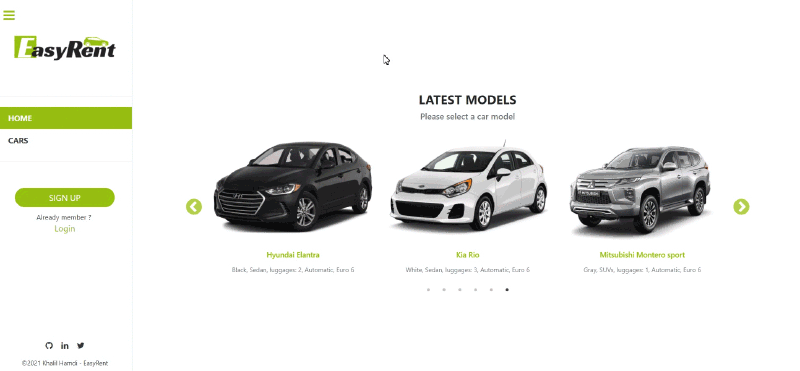 EasyRent
HOME
CARS
SIGN UP
Already member ?
Login
©2021 Khalil Hamdi - EasyRent
LATEST MODELS
Please select a car model
Hyundai Elantra
Black, Sedan, luggages: 2, Automatic, Euro 6
Kia Rio
White, Sedan, luggages: 3, Automatic, Euro 6
Mitsubishi Montero sport
Gray, SUVs, luggages: 1, Automatic, Euro 6